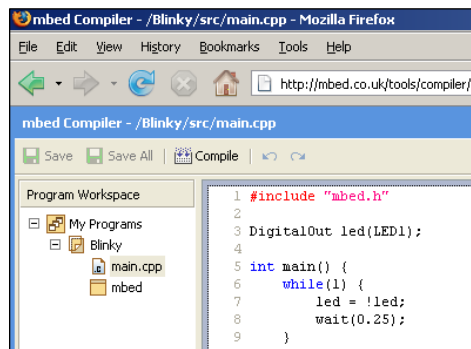 mbed Compiler - /Blinky/src/main.cpp - Mozilla Firefox
File Edit View History Bookmarks Tools Help
http://mbed.co.uk/tools/compiler/
mbed Compiler - /Blinky/src/main.cpp
Save Save All Compile
Program Workspace
My Programs
Blinky
main.cpp
mbed
1 #include "mbed.h"
2
3 DigitalOut led(LED1);
4
5 int main() {
6 while(1) {
7 led = !led;
8 wait(0.25);
9 }